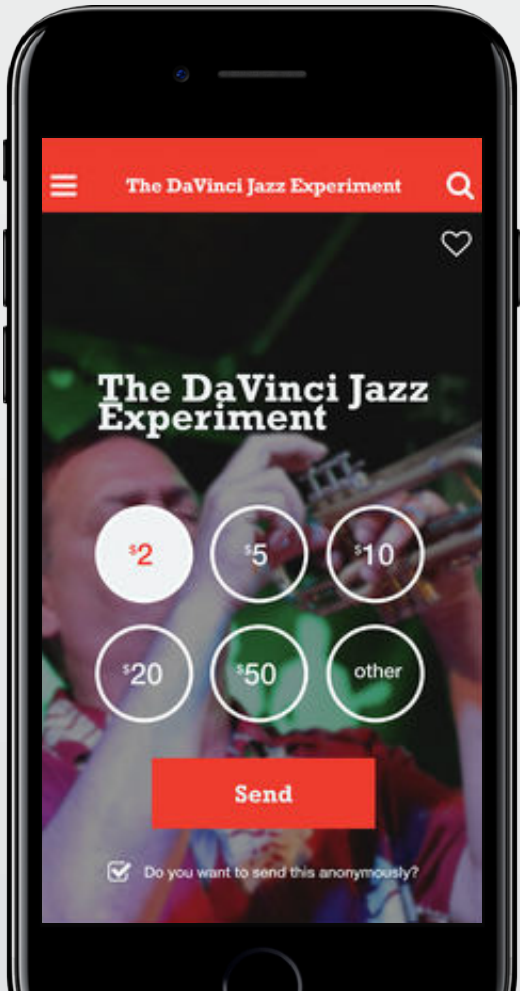 The DaVinci Jazz Experiment
The DaVinci Jazz
Experiment
$2
$5
$10
$20
$50
other
Send
Do you want to send this anonymously?